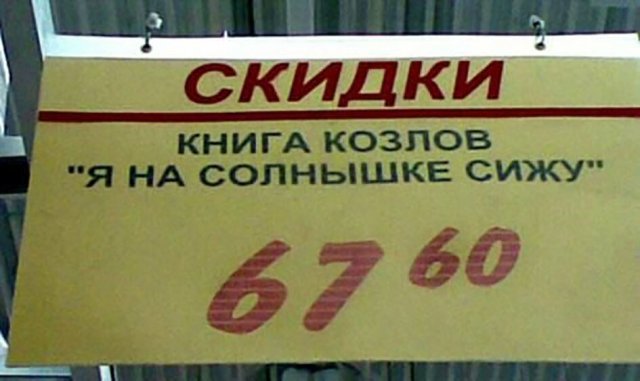 СКИДКИ
КНИГА КОЗЛОВ
"Я НА СОЛНЫШКЕ СИЖУ"
67 60